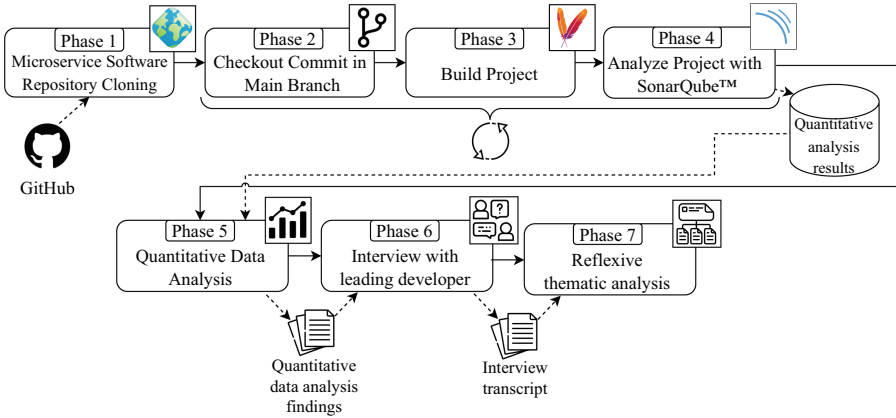 Phase 1
Microservice Software
Repository Cloning
Phase 2
Checkout Commit in
Main Branch
Phase 3
Build Project
Phase 4
Analyze Project with
SonarQube™
GitHub
Quantitative
analysis
results
Phase 5
Quantitative Data
Analysis
Phase 6
Interview with
leading developer
Phase 7
Reflexive
thematic analysis
Quantitative
data analysis
findings
Interview
transcript